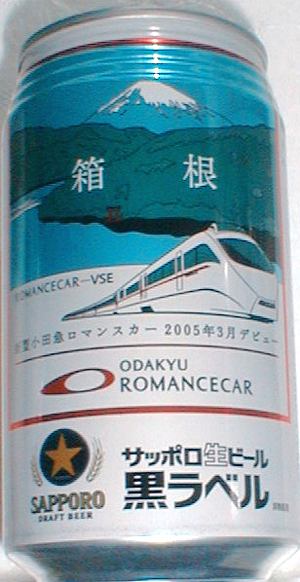 箱根
ROMANCECAR—VSE
新型小田急ロマンスカー 2005年3月デビュー
ODAKYU
ROMANCECAR
サッポロ生ビール
黒ラベル
SAPPORO
DRAFT BEER